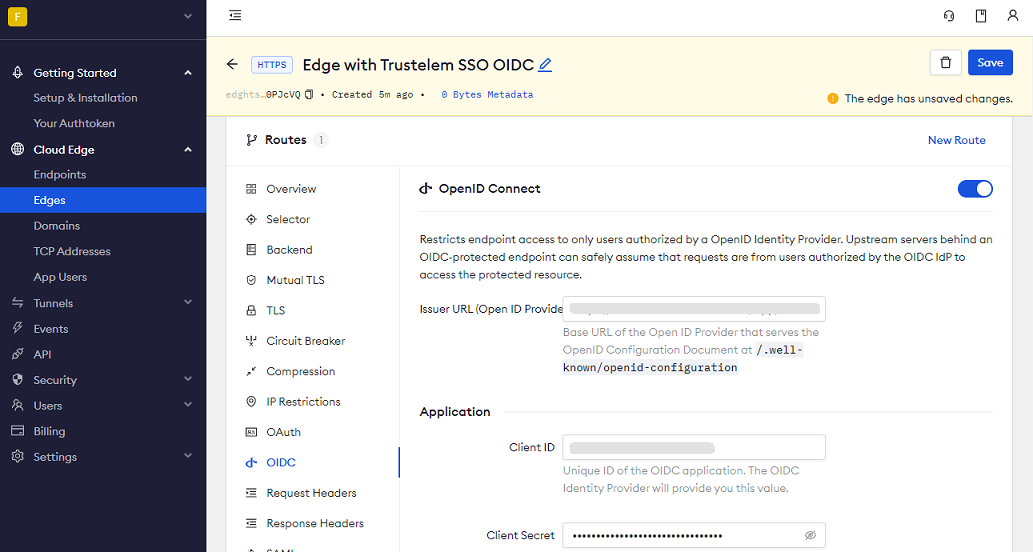 F
Getting Started
Setup & Installation
Your Authtoken
Cloud Edge
Endpoints
Edges
Domains
TCP Addresses
App Users
Tunnels
Events
API
Security
Users
Billing
Settings
HTTPS Edge with Trustelem SSO OIDC
Save
edghts…0PJcVQ • Created 5m ago • 0 Bytes Metadata
The edge has unsaved changes.
Routes 1
New Route
Overview
Selector
Backend
Mutual TLS
TLS
Circuit Breaker
Compression
IP Restrictions
OAuth
OIDC
Request Headers
Response Headers
SAML
OpenID Connect
Restricts endpoint access to only users authorized by a OpenID Identity Provider. Upstream servers behind an
OIDC-protected endpoint can safely assume that requests are from users authorized by the OIDC IdP to
access the protected resource.
Issuer URL (Open ID Provide
Base URL of the Open ID Provider that serves the
OpenID Configuration Document at /.well-
known/openid-configuration
Application
Client ID
Unique ID of the OIDC application. The OIDC
Identity Provider will provide you this value.
Client Secret ••••••••••••••••••••••••••••••••